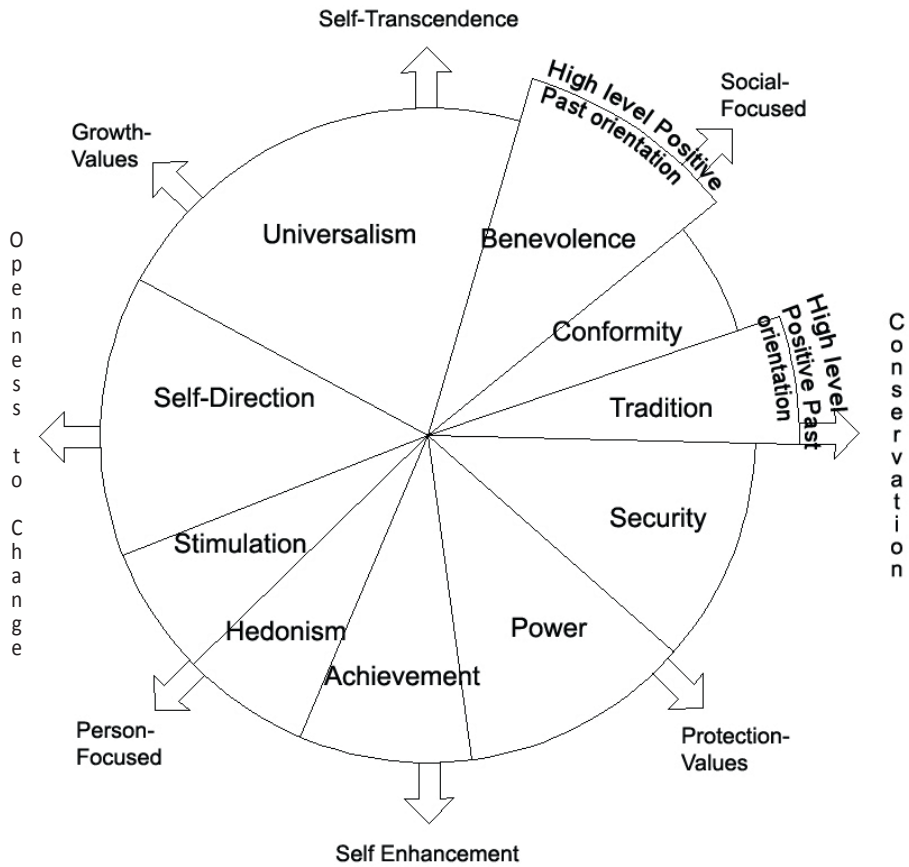 Self-Transcendence
High level Positive
Past orientation
Social-
Focused
Growth-
Values
Universalism
Benevolence
Openness to Change
Conformity
High level
Positive Past
orientation
Conservation
Self-Direction
Tradition
Security
Stimulation
Hedonism
Power
Achievement
Person-
Focused
Protection-
Values
Self Enhancement